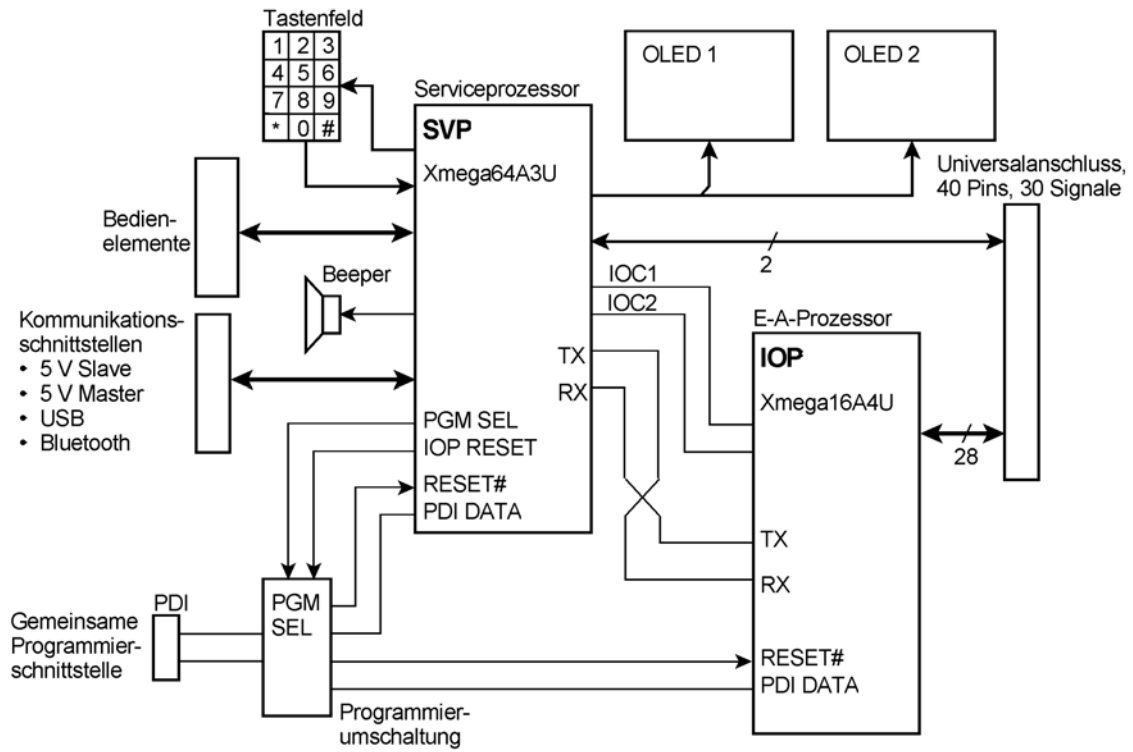 Tastenfeld
1 2 3
4 5 6
7 8 9
* 0 #
OLED 1
OLED 2
Serviceprozessor
SVP
Xmega64A3U
Universalanschluss,
40 Pins, 30 Signale
Bedien-
elemente
2
Beeper
IOC1
IOC2
Kommunikations-
schnittstellen
• 5 V Slave
• 5 V Master
• USB
• Bluetooth
E-A-Prozessor
IOP
Xmega16A4U
TX
RX
28
PGM SEL
IOP RESET
RESET#
PDI DATA
TX
RX
PDI
PGM
SEL
Gemeinsame
Programmier-
schnittstelle
RESET#
PDI DATA
Programmier-
umschaltung